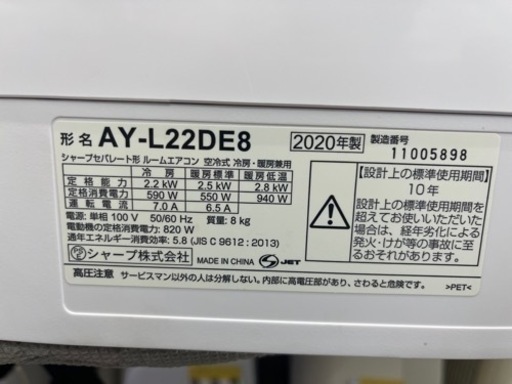 形名 AY-L22DE8 2020年製 製造番号 11005898
シャープセパレート形 ルームエアコン 空冷式 冷房・暖房兼用
冷房 暖房標準 暖房低温
定格能力 2.2 kW 2.5 kW 2.8 kW
定格消費電力 590 W 550 W 940 W
運転電流 7.0 A 6.5 A
電源: 単相 100 V 50/60 Hz 質量: 8 kg
電動機の定格消費電力: 820 W
通年エネルギー消費効率: 5.8 (JIS C 9612 : 2013)
PSE シャープ株式会社 MADE IN CHINA JET
【設計上の標準使用期間】
10 年
設計上の標準使用期間を
超えてお使いいただいた
場合は、経年劣化による
発火・けが等の事故に至
るおそれがあります。
高圧注意 サービスマン以外の人は分解しない。内部に高電圧部があり、さわると危険です。 >PET<